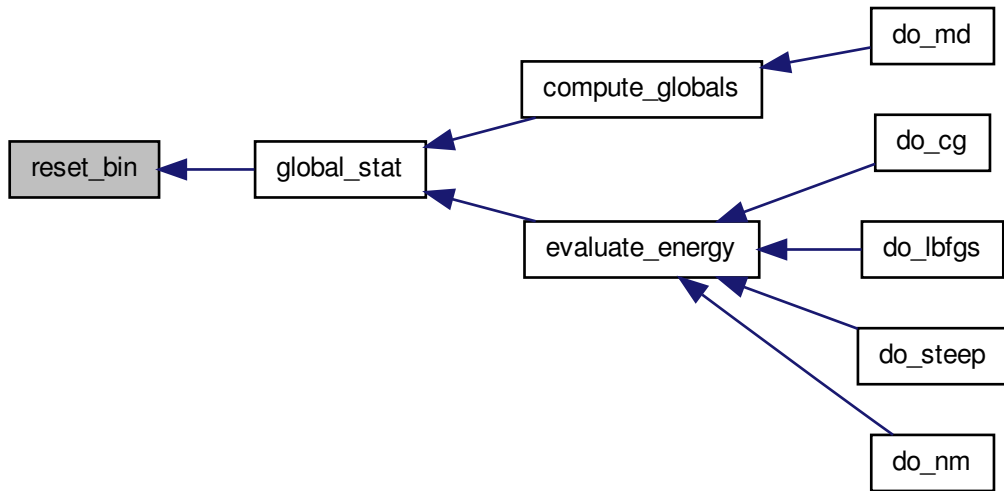 do_md
compute_globals
do_cg
reset_bin
global_stat
evaluate_energy
do_lbfgs
do_steep
do_nm